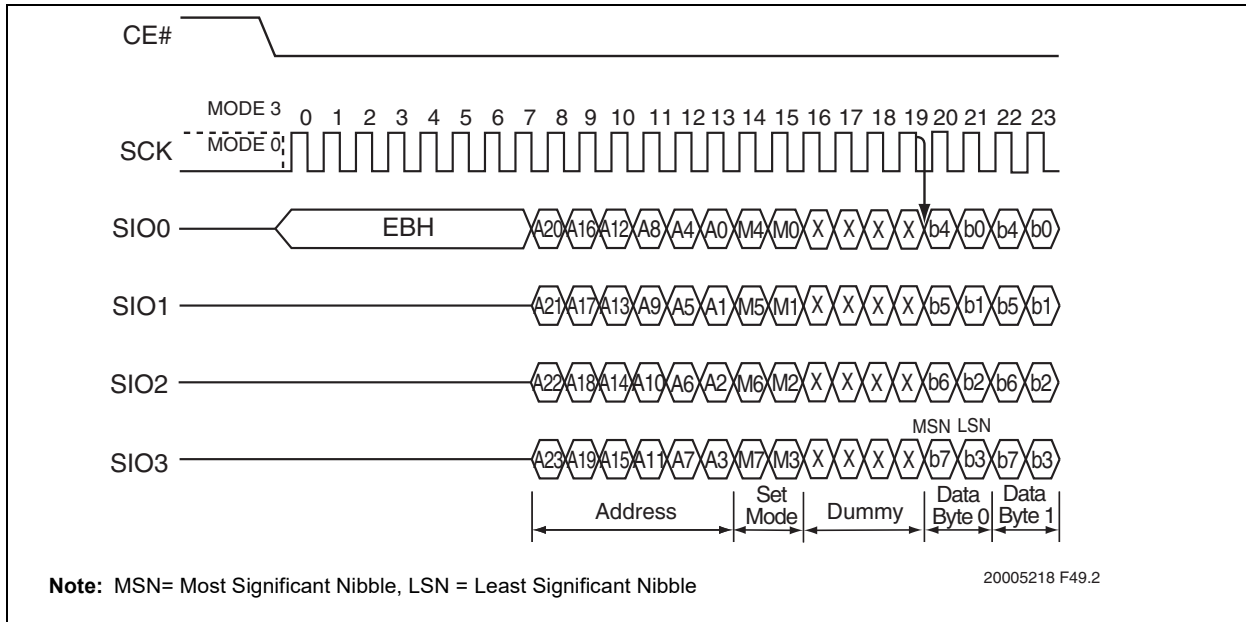 CE#
MODE 3
0 1 2 3 4 5 6 7 8 9 10 11 12 13 14 15 16 17 18 19 20 21 22 23
SCK
MODE 0
SIO0 EBH A20 A16 A12 A8 A4 A0 M4 M0 X X X X b4 b0 b4 b0
SIO1 A21 A17 A13 A9 A5 A1 M5 M1 X X X X b5 b1 b5 b1
SIO2 A22 A18 A14 A10 A6 A2 M6 M2 X X X X b6 b2 b6 b2
MSN LSN
SIO3 A23 A19 A15 A11 A7 A3 M7 M3 X X X X b7 b3 b7 b3
Address Set Mode Dummy Data Byte 0 Data Byte 1
Note: MSN= Most Significant Nibble, LSN = Least Significant Nibble
20005218 F49.2